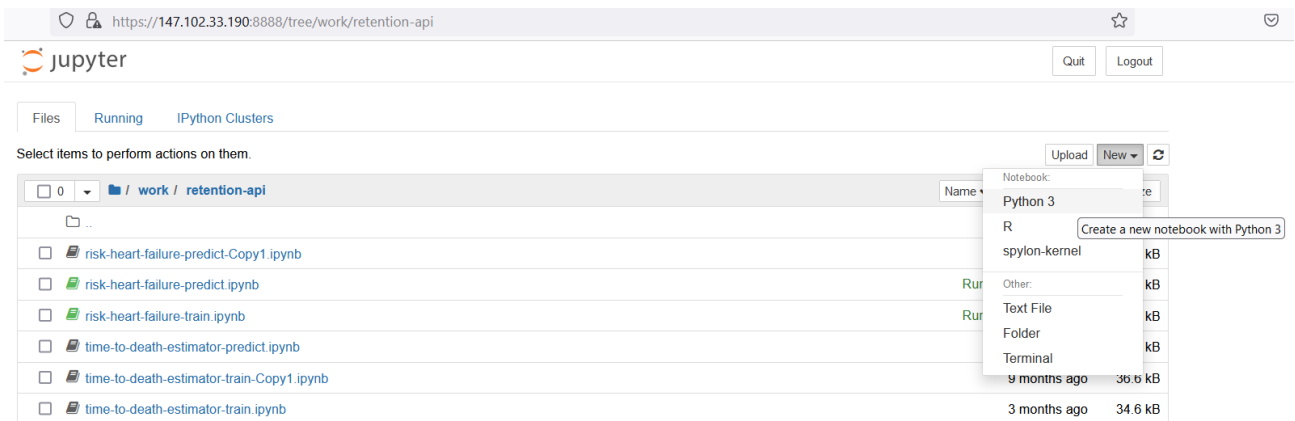 https://147.102.33.190:8888/tree/work/retention-api
jupyter
Quit Logout
Files Running IPython Clusters
Select items to perform actions on them.
Upload New
0 / work / retention-api Name
Notebook:
Python 3
R
Create a new notebook with Python 3
spylon-kernel
Other:
Text File
Folder
Terminal
..
risk-heart-failure-predict-Copy1.ipynb kB
risk-heart-failure-predict.ipynb kB
risk-heart-failure-train.ipynb kB
time-to-death-estimator-predict.ipynb kB
time-to-death-estimator-train-Copy1.ipynb 9 months ago 36.6 kB
time-to-death-estimator-train.ipynb 3 months ago 34.6 kB